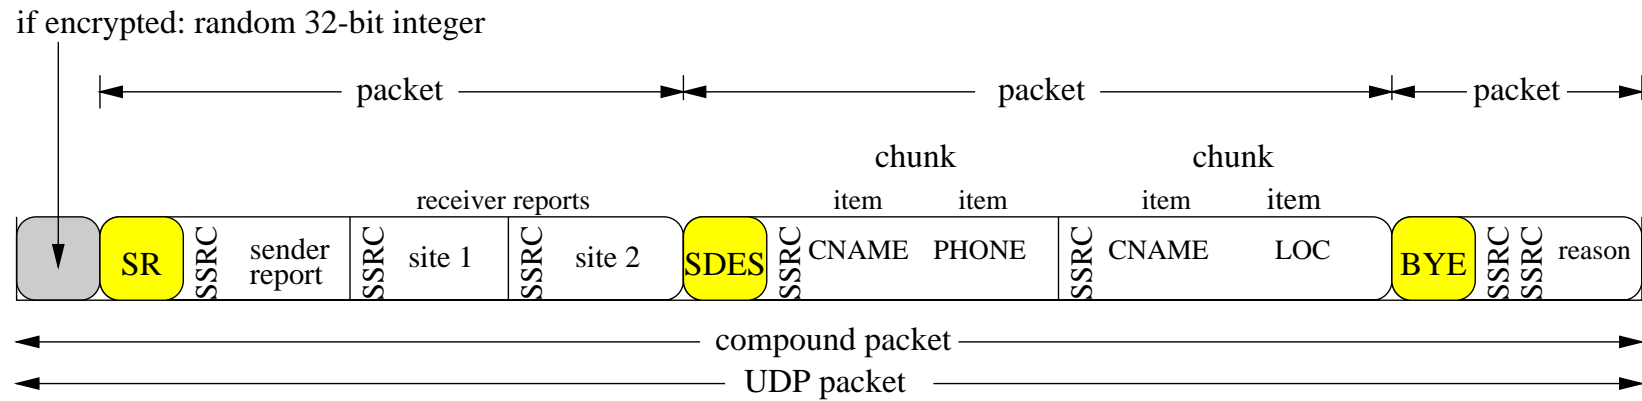 if encrypted: random 32-bit integer
packet packet packet
chunk chunk
receiver reports item item item item
SR SSRC sender report SSRC site 1 SSRC site 2 SDES SSRC CNAME PHONE SSRC CNAME LOC BYE SSRC SSRC reason
compound packet
UDP packet